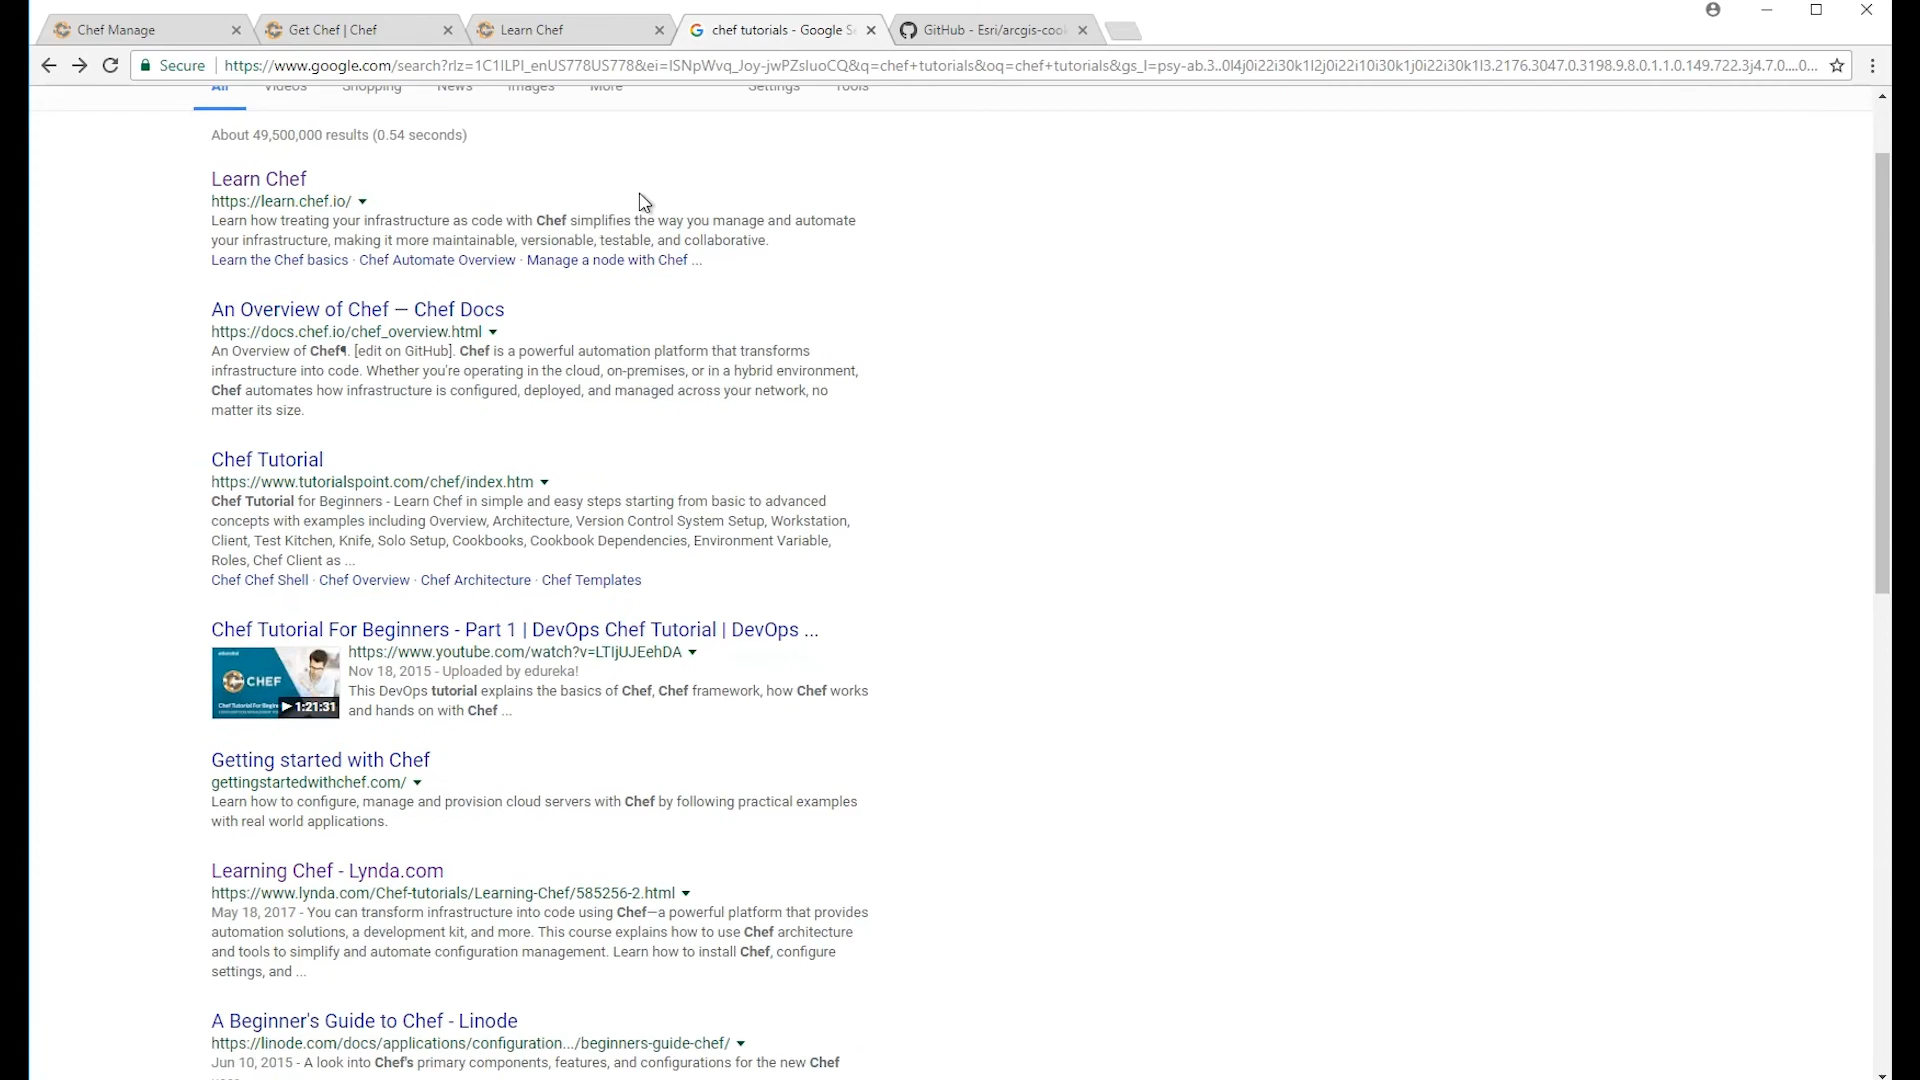 Chef Manage
Get Chef | Chef
Learn Chef
chef tutorials - Google Se
GitHub - Esri/arcgis-coo
Secure
https://www.google.com/search?rlz=1C1ILPI_enUS778US778&ei=ISNpWvq_Joy-jwPZsIuoCQ&q=chef+tutorials&oq=chef+tutorials&gs_l=psy-ab.3..0l4j0i22i30k1l2j0i22i10i30k1j0i22i30k1l3.2176.3047.0.3198.9.8.0.1.1.0.149.722.3j4.7.0....0...
All Videos Shopping News Images More Settings Tools
About 49,500,000 results (0.54 seconds)
Learn Chef
https://learn.chef.io/
Learn how treating your infrastructure as code with Chef simplifies the way you manage and automate
your infrastructure, making it more maintainable, versionable, testable, and collaborative.
Learn the Chef basics · Chef Automate Overview · Manage a node with Chef ...
An Overview of Chef — Chef Docs
https://docs.chef.io/chef_overview.html
An Overview of Chef¶. [edit on GitHub]. Chef is a powerful automation platform that transforms
infrastructure into code. Whether you're operating in the cloud, on-premises, or in a hybrid environment,
Chef automates how infrastructure is configured, deployed, and managed across your network, no
matter its size.
Chef Tutorial
https://www.tutorialspoint.com/chef/index.htm
Chef Tutorial for Beginners - Learn Chef in simple and easy steps starting from basic to advanced
concepts with examples including Overview, Architecture, Version Control System Setup, Workstation,
Client, Test Kitchen, Knife, Solo Setup, Cookbooks, Cookbook Dependencies, Environment Variable,
Roles, Chef Client as ...
Chef Chef Shell · Chef Overview · Chef Architecture · Chef Templates
Chef Tutorial For Beginners - Part 1 | DevOps Chef Tutorial | DevOps ...
https://www.youtube.com/watch?v=LTIjUJEehDA
Nov 18, 2015 - Uploaded by edureka!
This DevOps tutorial explains the basics of Chef, Chef framework, how Chef works
and hands on with Chef ...
CHEF
1:21:31
Getting started with Chef
gettingstartedwithchef.com/
Learn how to configure, manage and provision cloud servers with Chef by following practical examples
with real world applications.
Learning Chef - Lynda.com
https://www.lynda.com/Chef-tutorials/Learning-Chef/585256-2.html
May 18, 2017 - You can transform infrastructure into code using Chef—a powerful platform that provides
automation solutions, a development kit, and more. This course explains how to use Chef architecture
and tools to simplify and automate configuration management. Learn how to install Chef, configure
settings, and ...
A Beginner's Guide to Chef - Linode
https://linode.com/docs/applications/configuration.../beginners-guide-chef/
Jun 10, 2015 - A look into Chef's primary components, features, and configurations for the new Chef